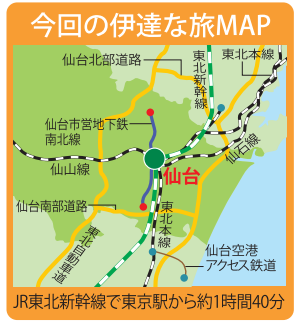 今回の伊達な旅MAP
仙台北部道路
東北新幹線
東北本線
仙台市営地下鉄
南北線
仙石線
仙山線
仙台
仙台南部道路
東北本線
東北自動車道
仙台空港
アクセス鉄道
JR東北新幹線で東京駅から約1時間40分